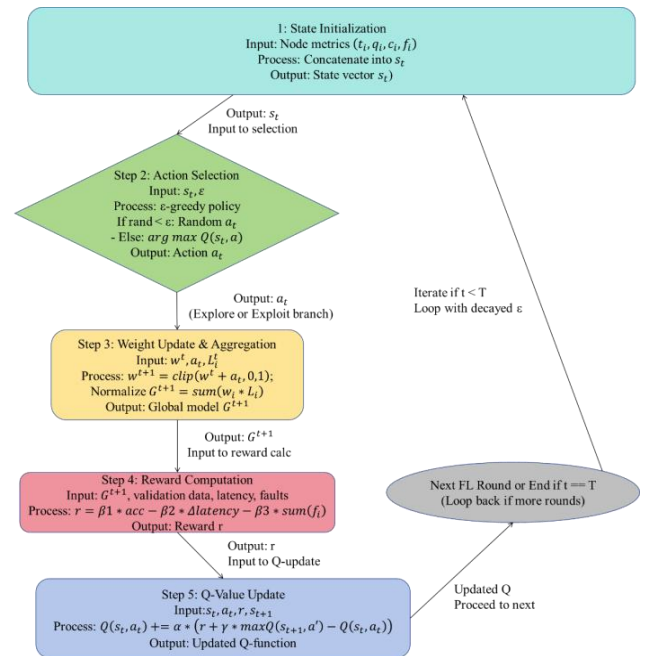 1: State Initialization
Input: Node metrics (tᵢ, qᵢ, cᵢ, fᵢ)
Process: Concatenate into sₜ
Output: State vector sₜ)
Output: sₜ
Input to selection
Step 2: Action Selection
Input: sₜ, ε
Process: ε-greedy policy
If rand < ε: Random aₜ
- Else: arg max Q(sₜ, a)
Output: Action aₜ
Output: aₜ
(Explore or Exploit branch)
Iterate if t < T
Loop with decayed ε
Step 3: Weight Update & Aggregation
Input: wᵗ, aₜ, Lᵢᵗ
Process: wᵗ⁺¹ = clip(wᵗ + aₜ, 0,1);
Normalize Gᵗ⁺¹ = sum(wᵢ * Lᵢ)
Output: Global model Gᵗ⁺¹
Output: Gᵗ⁺¹
Input to reward calc
Step 4: Reward Computation
Input: Gᵗ⁺¹, validation data, latency, faults
Process: r = β1 * acc − β2 * Δlatency − β3 * sum(fᵢ)
Output: Reward r
Next FL Round or End if t == T
(Loop back if more rounds)
Output: r
Input to Q-update
Step 5: Q-Value Update
Input:sₜ, aₜ, r, sₜ₊₁
Process: Q(sₜ, aₜ) += α * (r + γ * maxQ(sₜ₊₁, a′) − Q(sₜ, aₜ))
Output: Updated Q-function
Updated Q
Proceed to next